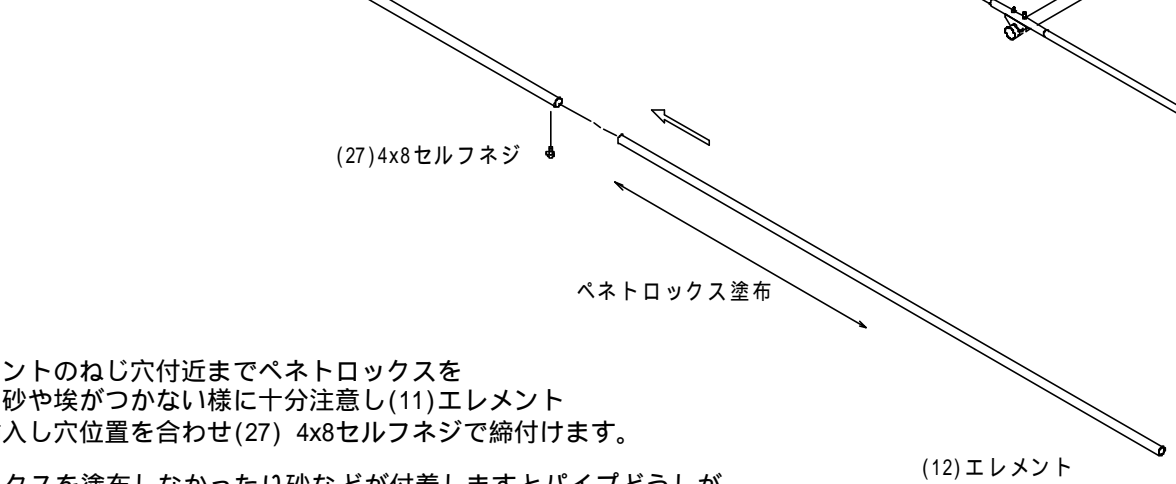 (27)4x8セルフネジ
ペネトロックス塗布
ントのねじ穴付近までペネトロックスを
砂や埃がつかない様に十分注意し(11)エレメント
入し穴位置を合わせ(27) 4x8セルフネジで締付けます。
(12)エレメント
クスを塗布しなかったり砂などが付着しますとパイプどうしが